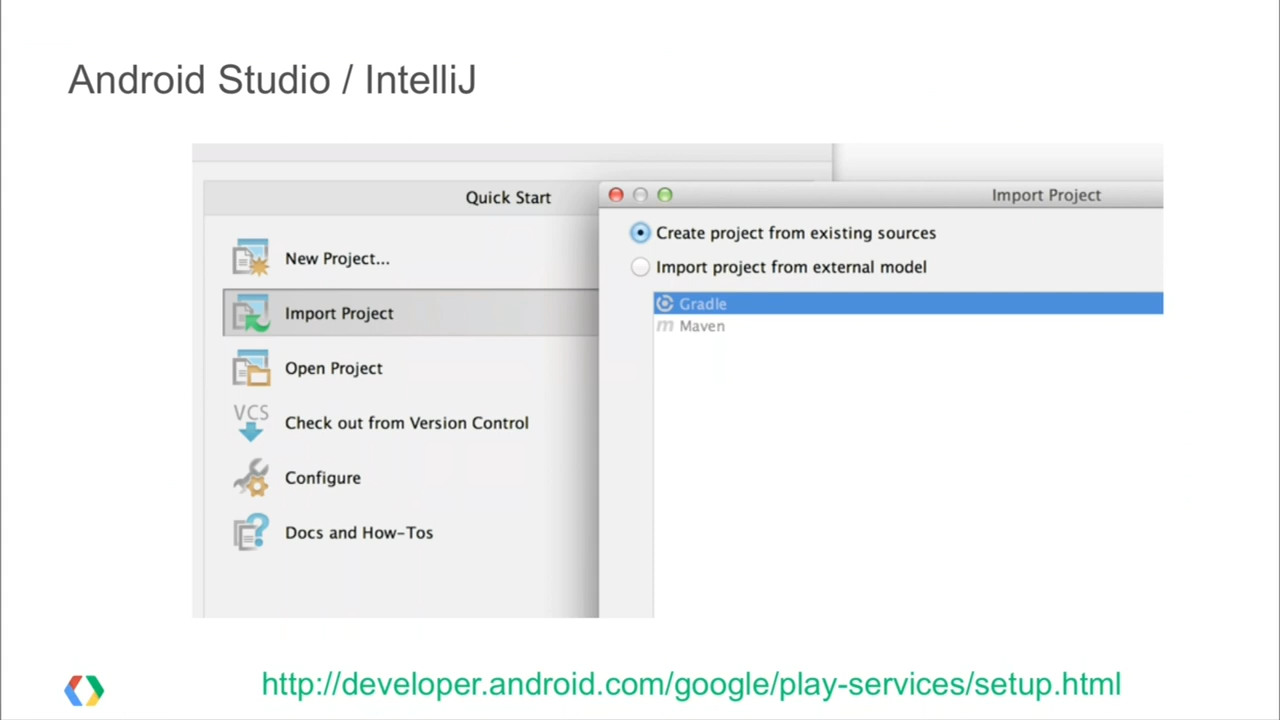 Android Studio / IntelliJ
Quick Start
New Project...
Import Project
Open Project
VCS
Check out from Version Control
Configure
Docs and How-Tos
Import Project
Create project from existing sources
Import project from external model
Gradle
m Maven
http://developer.android.com/google/play-services/setup.html